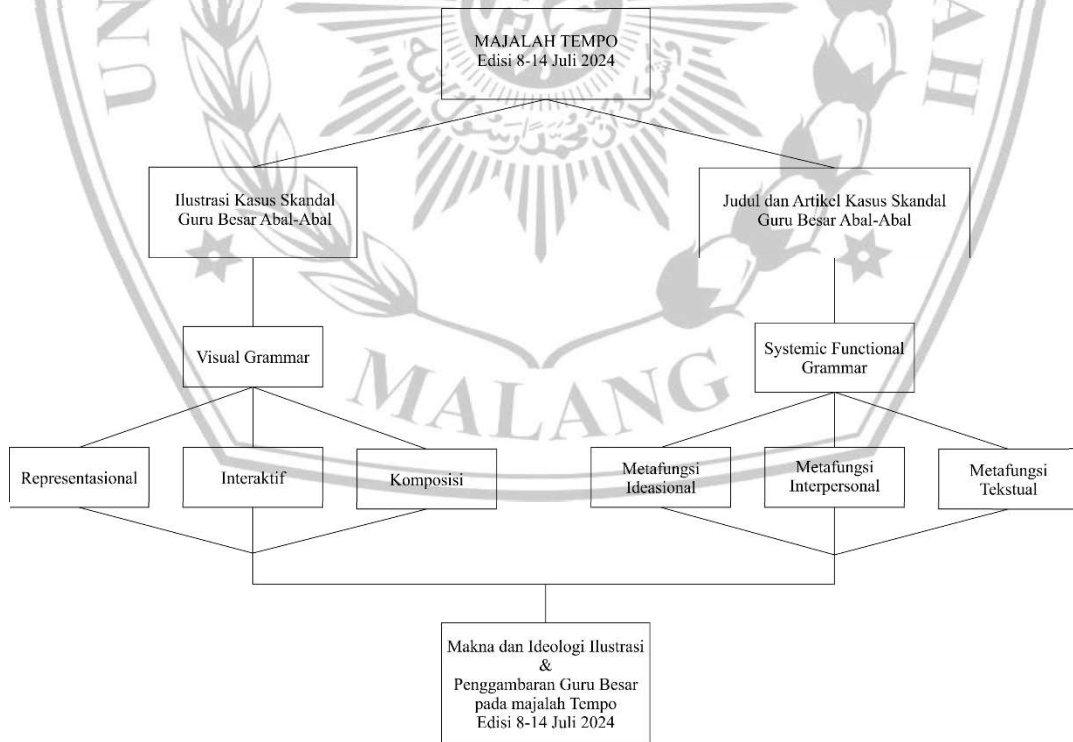 MAJALAH TEMPO
Edisi 8-14 Juli 2024
Ilustrasi Kasus Skandal
Guru Besar Abal-Abal
Judul dan Artikel Kasus Skandal
Guru Besar Abal-Abal
Visual Grammar
Systemic Functional
Grammar
MALANG
Representasional
Interaktif
Komposisi
Metafungsi
Ideasional
Metafungsi
Interpersonal
Metafungsi
Tekstual
Makna dan Ideologi Ilustrasi
&
Penggambaran Guru Besar
pada majalah Tempo
Edisi 8-14 Juli 2024